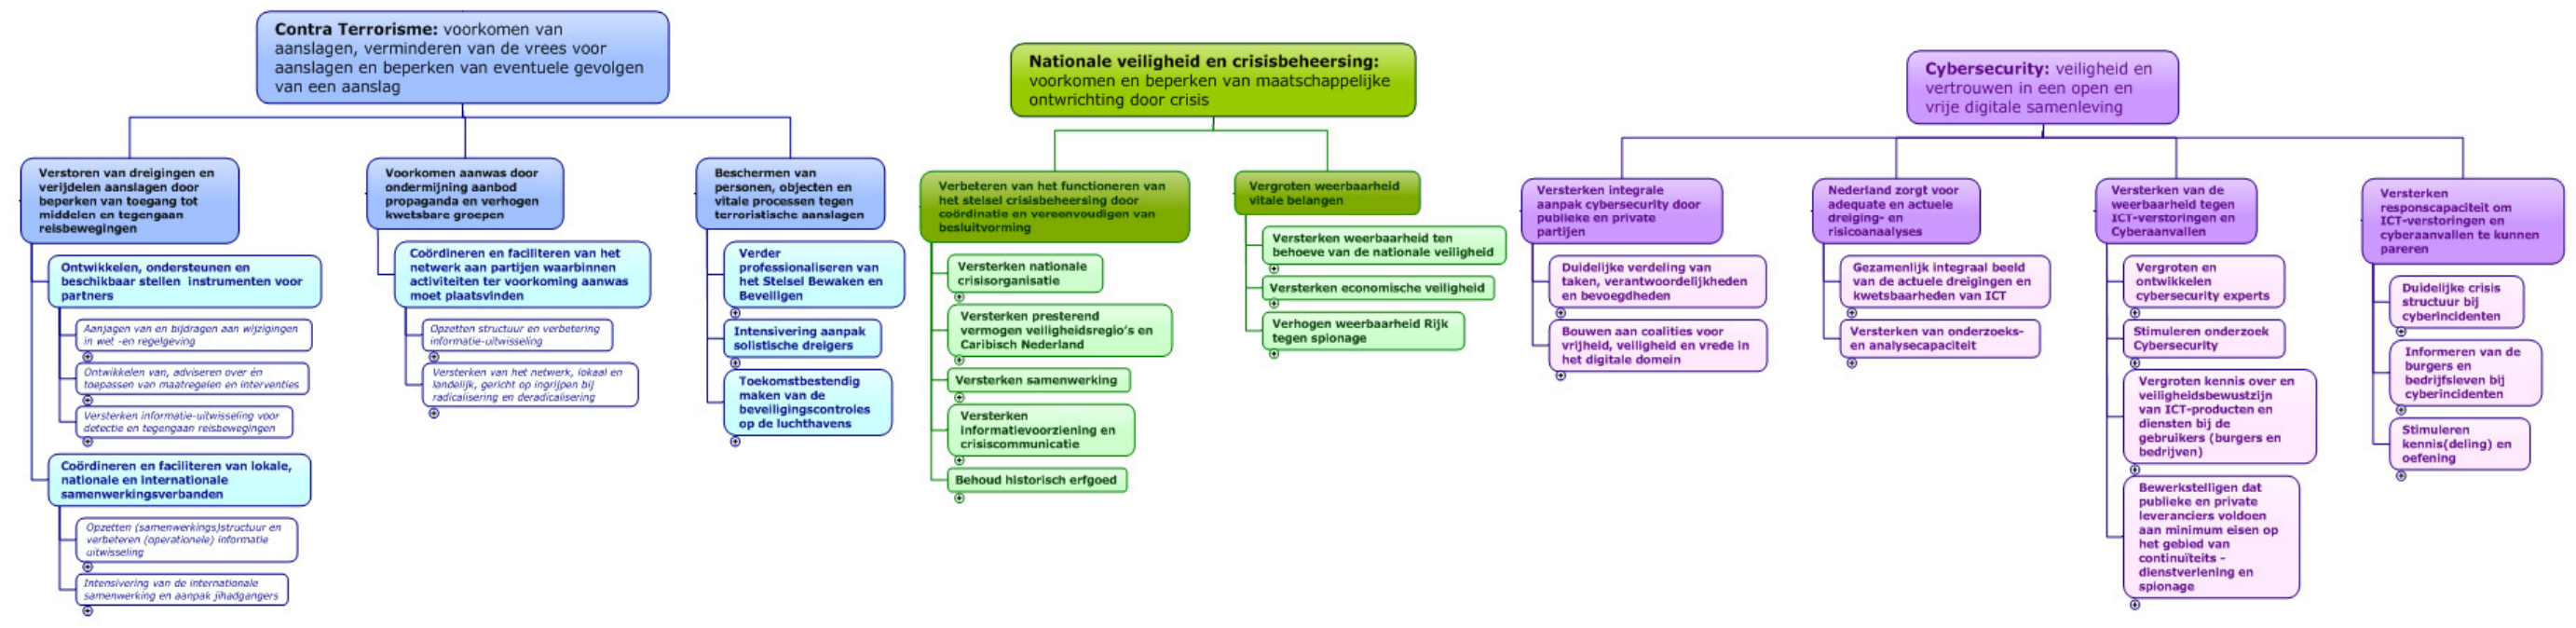 Contra Terrorisme: voorkomen van
aanslagen, verminderen van de vrees voor
aanslagen en beperken van eventuele gevolgen
van een aanslag
Verstoren van dreigingen en
verijdelen aanslagen door
beperken van toegang tot
middelen en tegengaan
reisbewegingen
Ontwikkelen, ondersteunen en
beschikbaar stellen instrumenten voor
partners
Aanjagen van en bijdragen aan wijzigingen
in wet -en regelgeving
Ontwikkelen van, adviseren over én
toepassen van maatregelen en interventies
Versterken informatie-uitwisseling voor
detectie en tegengaan reisbewegingen
Coördineren en faciliteren van lokale,
nationale en internationale
samenwerkingsverbanden
Opzetten (samenwerkings)structuur en
verbeteren (operationele) informatie
uitwisseling
Intensivering van de internationale
samenwerking en aanpak jihadgangers
Voorkomen aanwas door
ondermijning aanbod
propaganda en verhogen
kwetsbare groepen
Coördineren en faciliteren van het
netwerk aan partijen waarbinnen
activiteiten ter voorkoming aanwas
moet plaatsvinden
Opzetten structuur en verbetering
informatie-uitwisseling
Versterken van het netwerk, lokaal en
landelijk, gericht op ingrijpen bij
radicalisering en deradicalisering
Beschermen van
personen, objecten en
vitale processen tegen
terroristische aanslagen
Verder
professionaliseren van
het Stelsel Bewaken en
Beveiligen
Intensivering aanpak
solistische dreigers
Toekomstbestendig
maken van de
beveiligingscontroles
op de luchthavens
Nationale veiligheid en crisisbeheersing:
voorkomen en beperken van maatschappelijke
ontwrichting door crisis
Verbeteren van het functioneren van
het stelsel crisisbeheersing door
coördinatie en vereenvoudigen van
besluitvorming
Versterken nationale
crisisorganisatie
Versterken presterend
vermogen veiligheidsregio's en
Caribisch Nederland
Versterken samenwerking
Versterken
informatievoorziening en
crisiscommunicatie
Behoud historisch erfgoed
Vergroten weerbaarheid
vitale belangen
Versterken weerbaarheid ten
behoeve van de nationale veiligheid
Versterken economische veiligheid
Verhogen weerbaarheid Rijk
tegen spionage
Cybersecurity: veiligheid en
vertrouwen in een open en
vrije digitale samenleving
Versterken integrale
aanpak cybersecurity door
publieke en private
partijen
Duidelijke verdeling van
taken, verantwoordelijkheden
en bevoegdheden
Bouwen aan coalities voor
vrijheid, veiligheid en vrede in
het digitale domein
Nederland zorgt voor
adequate en actuele
dreiging- en
risicoanaalyses
Gezamenlijk integraal beeld
van de actuele dreigingen en
kwetsbaarheden van ICT
Versterken van onderzoeks-
en analysecapaciteit
Versterken van de
weerbaarheid tegen
ICT-verstoringen en
Cyberaanvallen
Vergroten en
ontwikkelen
cybersecurity experts
Stimuleren onderzoek
Cybersecurity
Vergroten kennis over en
veiligheidsbewustzijn
van ICT-producten en
diensten bij de
gebruikers (burgers en
bedrijven)
Bewerkstelligen dat
publieke en private
leveranciers voldoen
aan minimum eisen op
het gebied van
continuïteits -
dienstverlening en
spionage
Versterken
responscapaciteit om
ICT-verstoringen en
cyberaanvallen te kunnen
pareren
Duidelijke crisis
structuur bij
cyberincidenten
Informeren van de
burgers en
bedrijfsleven bij
cyberincidenten
Stimuleren
kennis(deling) en
oefening